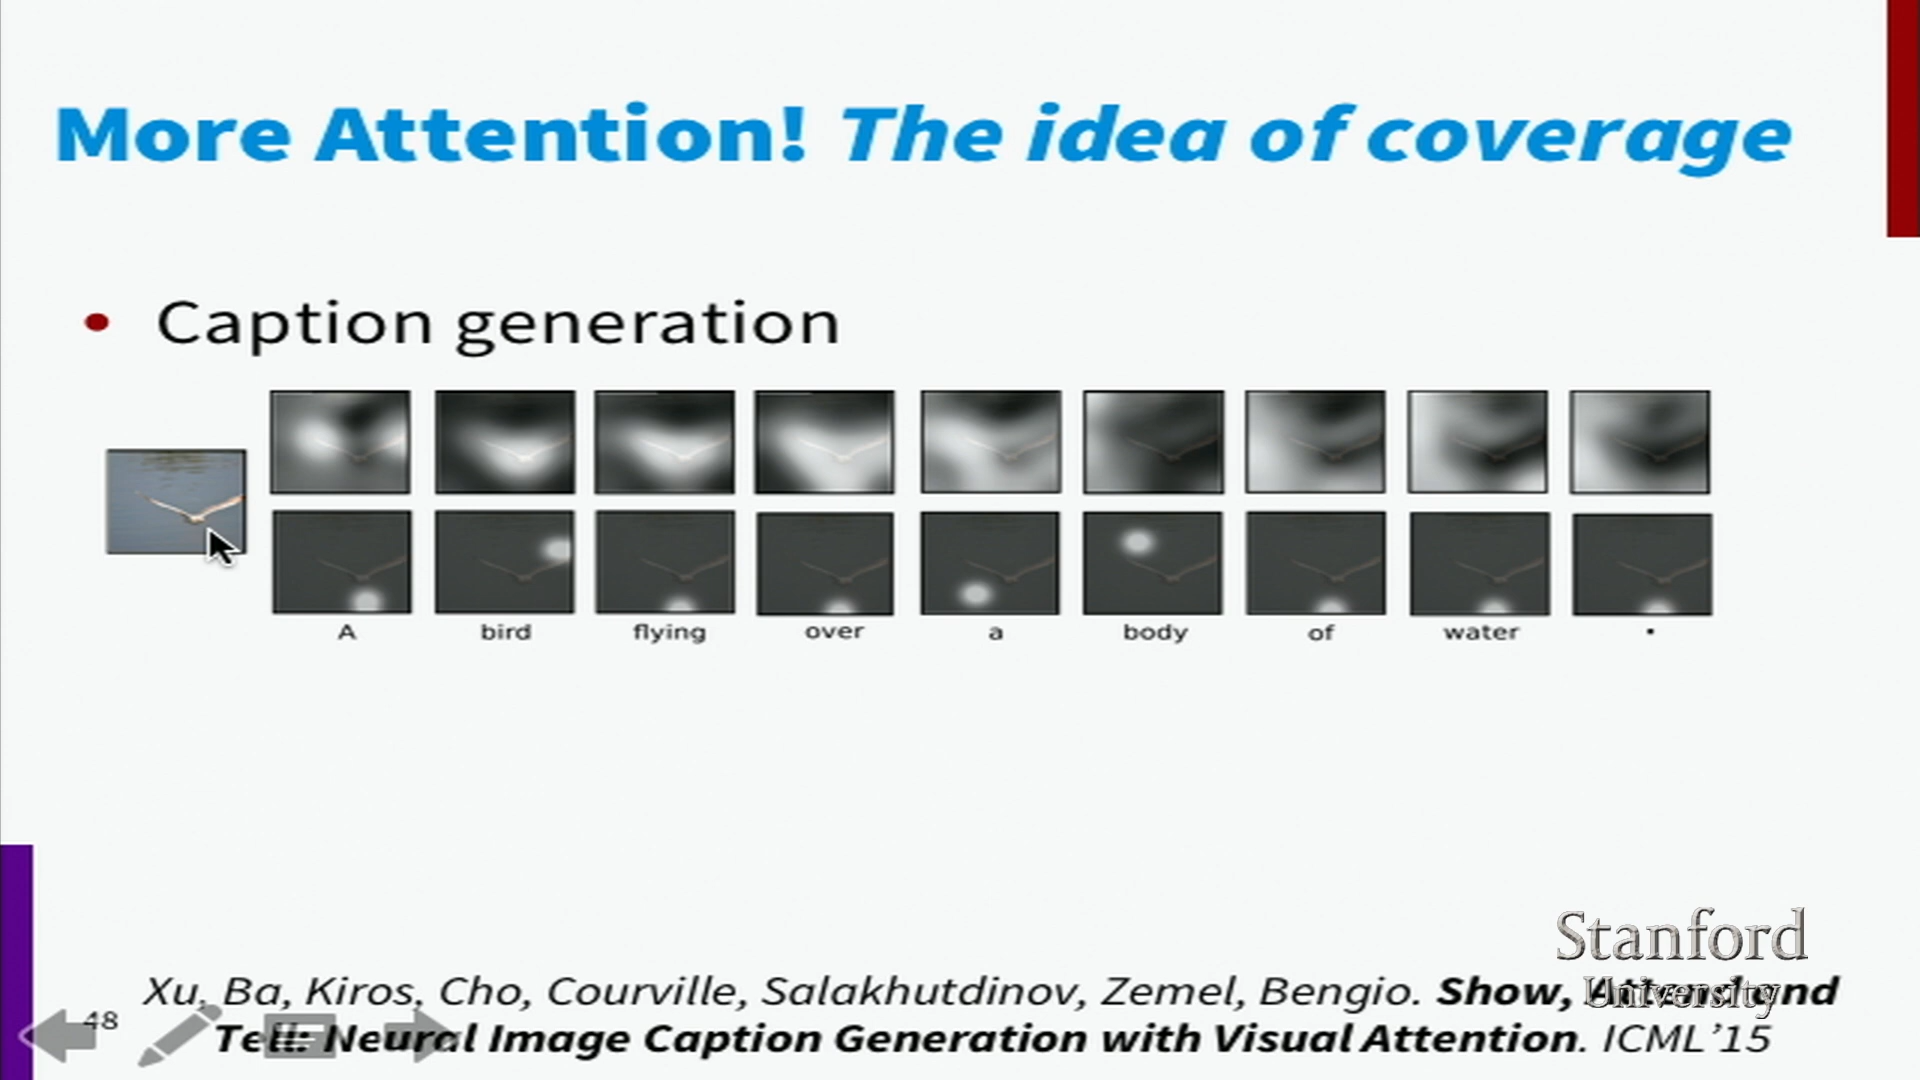 More Attention! The idea of coverage
• Caption generation
A bird flying over a body of water .
Stanford
University
Xu, Ba, Kiros, Cho, Courville, Salakhutdinov, Zemel, Bengio. Show, Attend and
Tell: Neural Image Caption Generation with Visual Attention. ICML’15
48